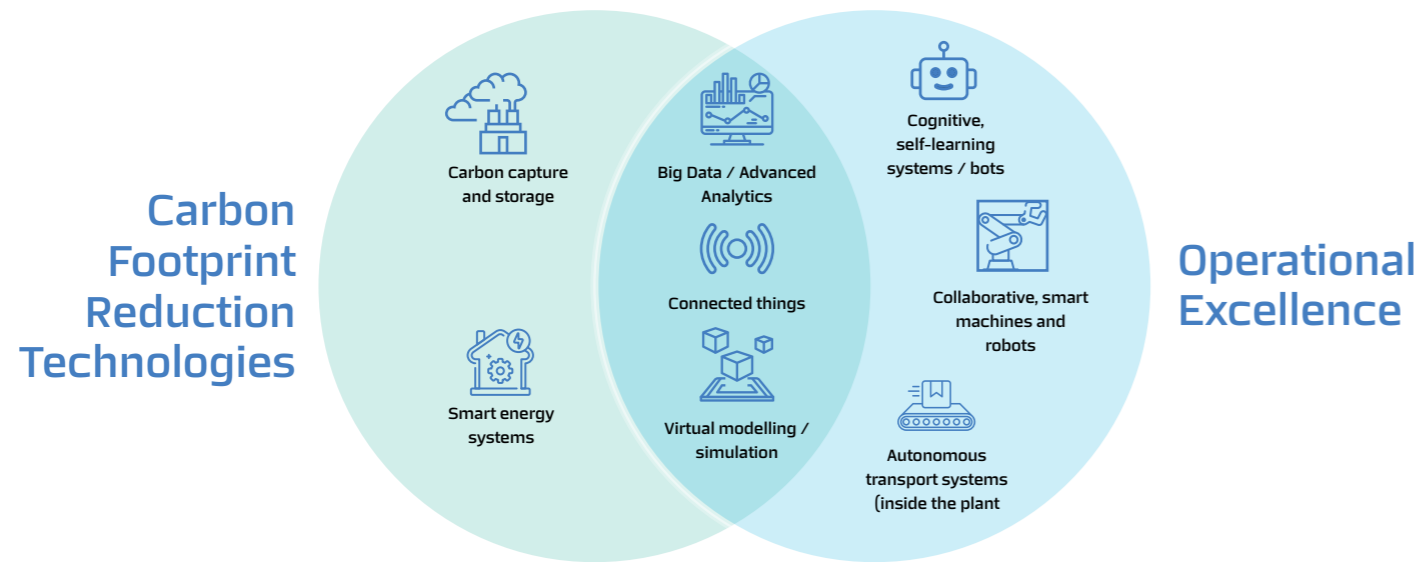 Carbon
Footprint
Reduction
Technologies
Carbon capture
and storage
Smart energy
systems
Big Data / Advanced
Analytics
Connected things
Virtual modelling /
simulation
Cognitive,
self-learning
systems / bots
Collaborative, smart
machines and
robots
Autonomous
transport systems
(inside the plant
Operational
Excellence